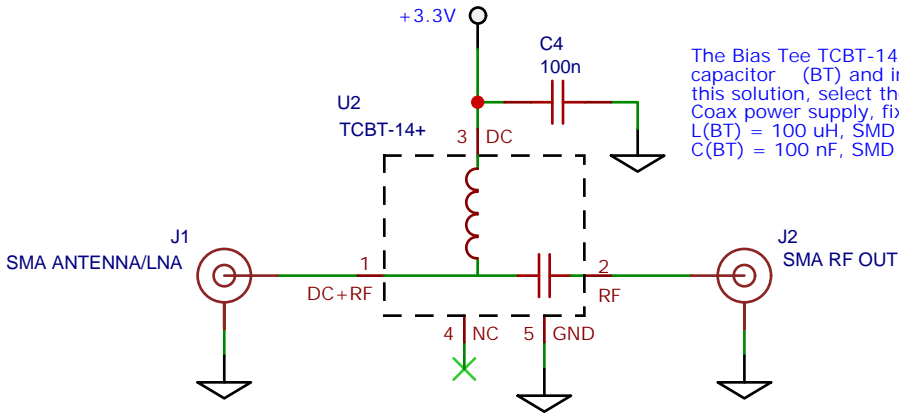 +3.3V
C4
100n
The Bias Tee TCBT-14
capacitor (BT) and i
this solution, select the
Coax power supply, fix
L(BT) = 100 uH, SMD
C(BT) = 100 nF, SMD
U2
TCBT-14+
3 DC
J1
SMA ANTENNA/LNA
1
DC+RF
2
RF
J2
SMA RF OUT
4 NC
5 GND